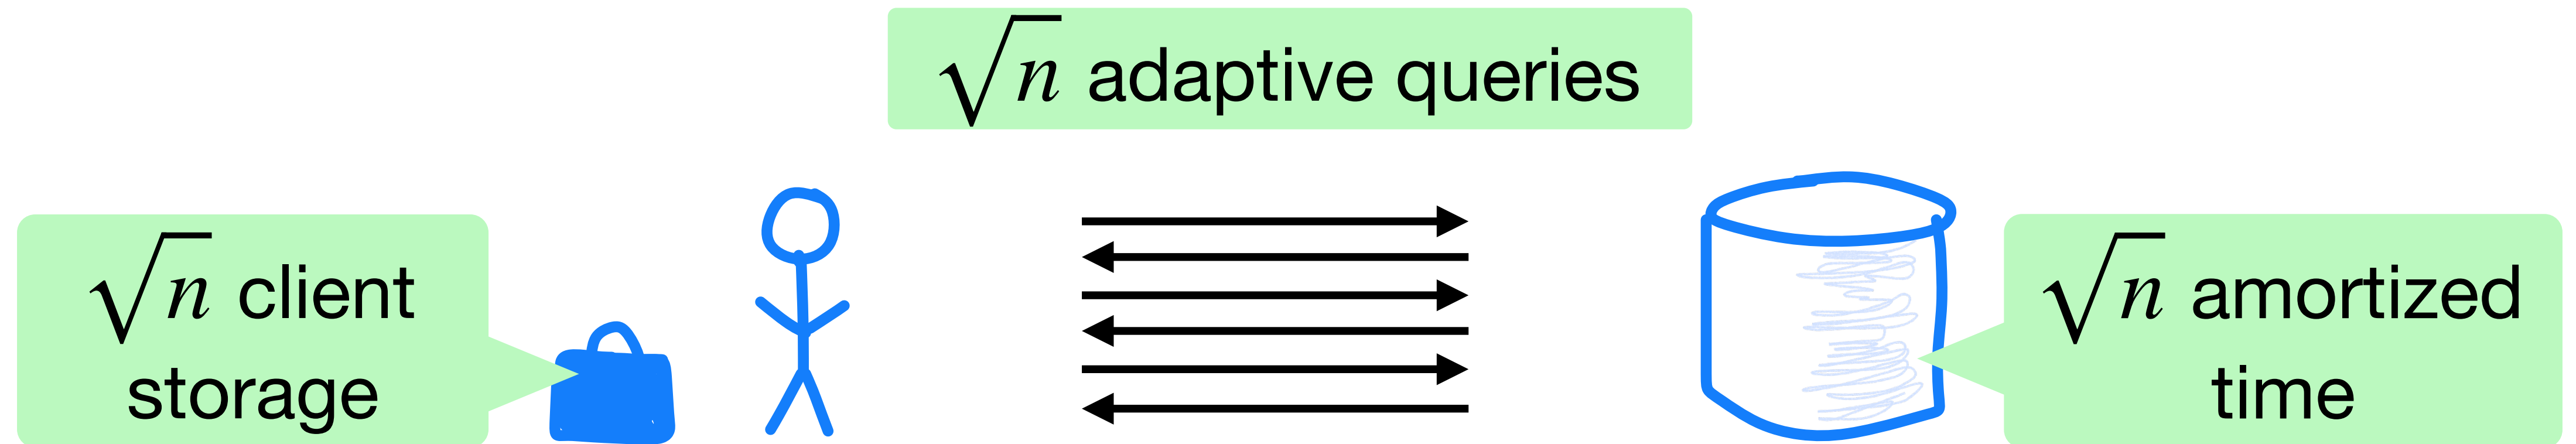 √n adaptive queries
√n client
storage
√n amortized
time